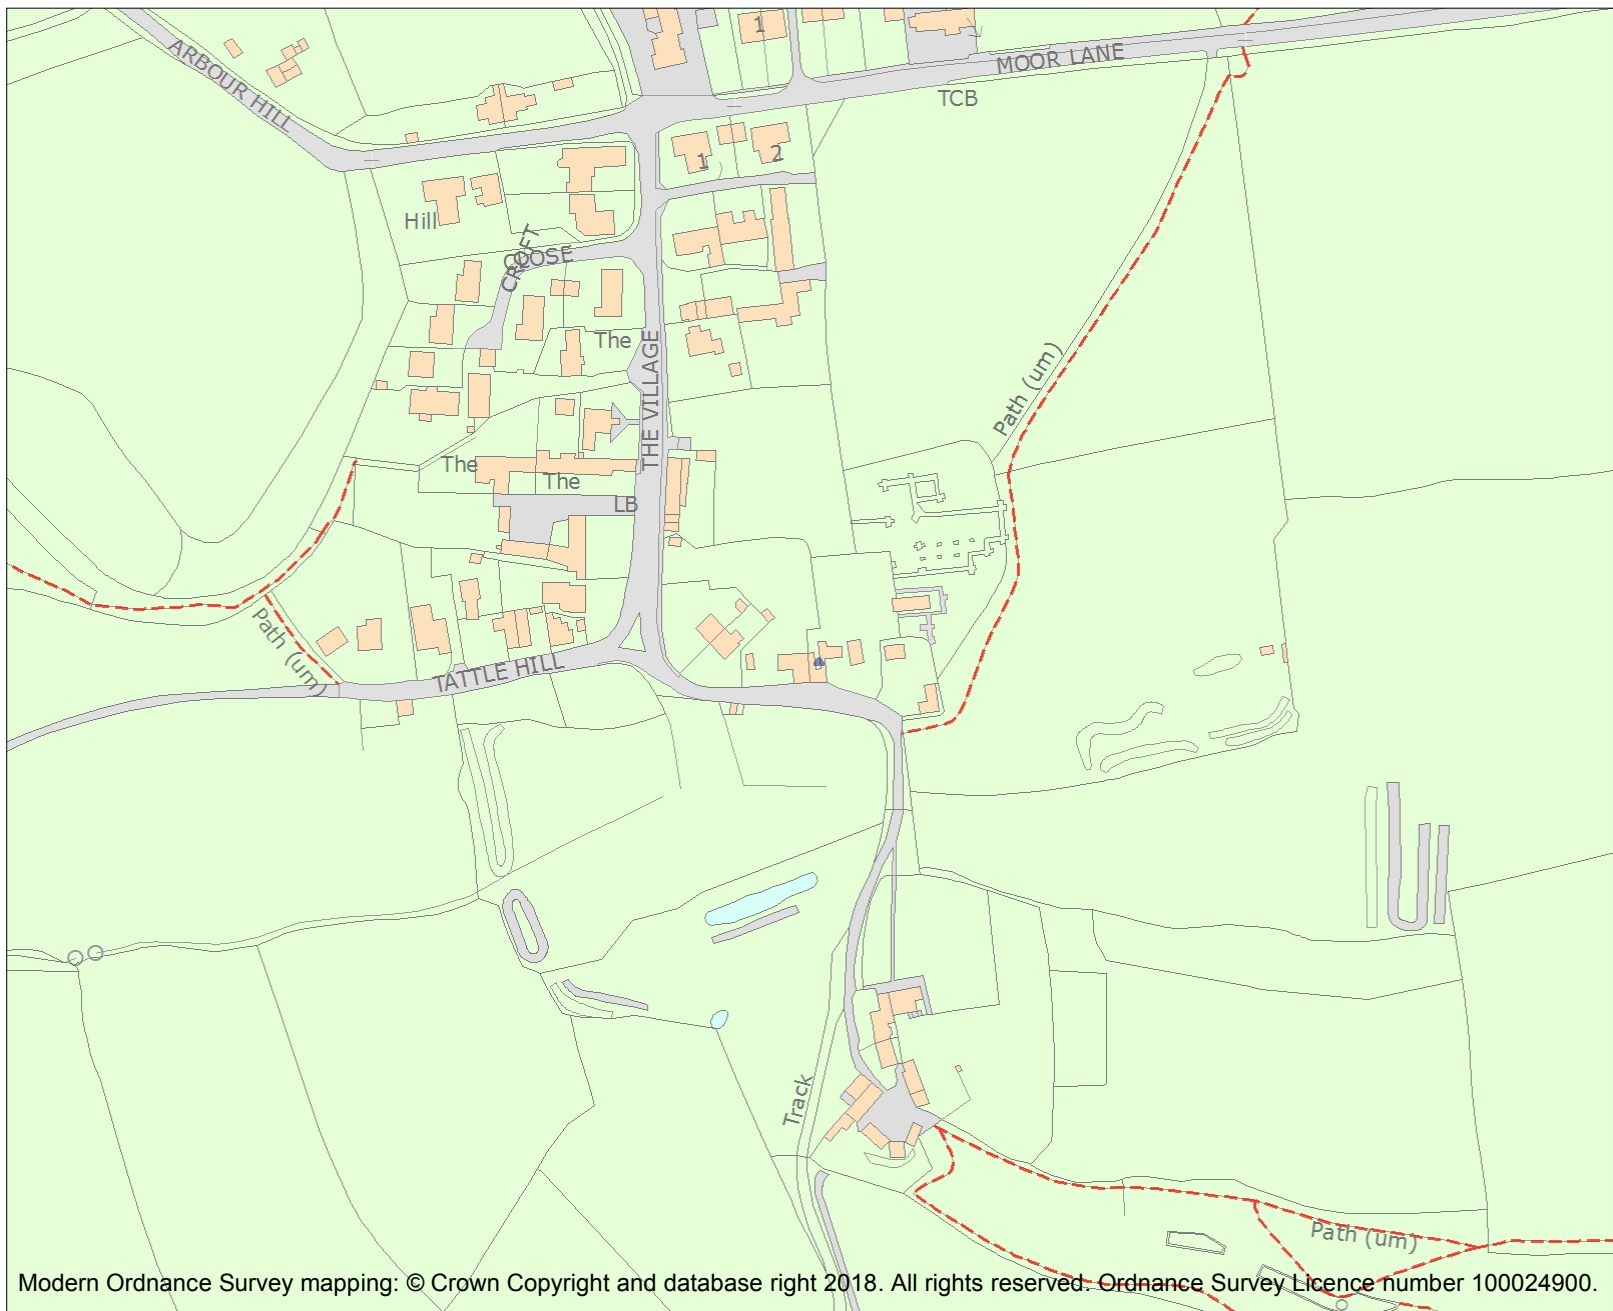 1
ARBOUR HILL
MOOR LANE
TCB
1
2
Hill
CROFT
CLOSE
The
THE VILLAGE
Path (um)
The
The
LB
Path (um)
TATTLE HILL
Track
Path (um)
Modern Ordnance Survey mapping: © Crown Copyright and database right 2018. All rights reserved. Ordnance Survey Licence number 100024900.